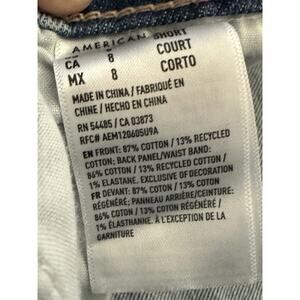 AMERICAN SHORT
CA 8 COURT
MX 8 CORTO
MADE IN CHINA / FABRIQUÉ EN
CHINE / HECHO EN CHINA
RN 54485 / CA 03873
RFC# AEM120605U9A
EN FRONT: 87% COTTON / 13% RECYCLED
COTTON; BACK PANEL/WAIST BAND:
86% COTTON / 13% RECYCLED COTTON /
1% ELASTANE. EXCLUSIVE OF DECORATION
FR DEVANT: 87% COTON / 13% COTON
RÉGÉNÉRÉ; PANNEAU ARRIÈRE/CEINTURE:
86% COTON / 13% COTON RÉGÉNÉRÉ /
1% ÉLASTHANNE. À L'EXCEPTION DE LA
GARNITURE